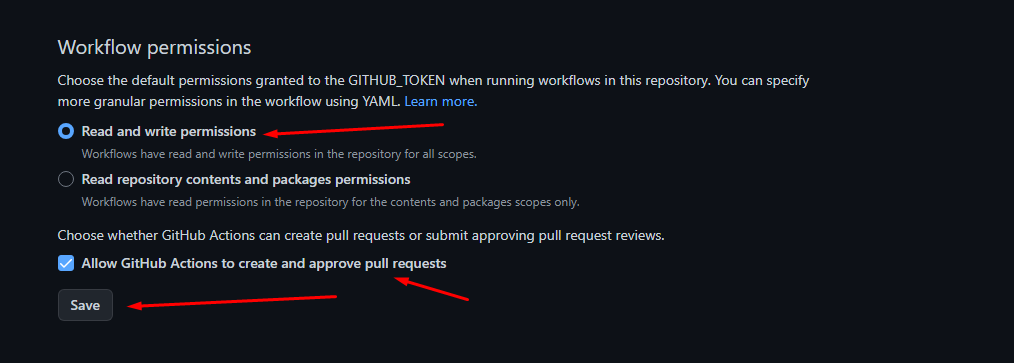 Workflow permissions
Choose the default permissions granted to the GITHUB_TOKEN when running workflows in this repository. You can specify
more granular permissions in the workflow using YAML. Learn more.
Read and write permissions
Workflows have read and write permissions in the repository for all scopes.
Read repository contents and packages permissions
Workflows have read permissions in the repository for the contents and packages scopes only.
Choose whether GitHub Actions can create pull requests or submit approving pull request reviews.
Allow GitHub Actions to create and approve pull requests
Save